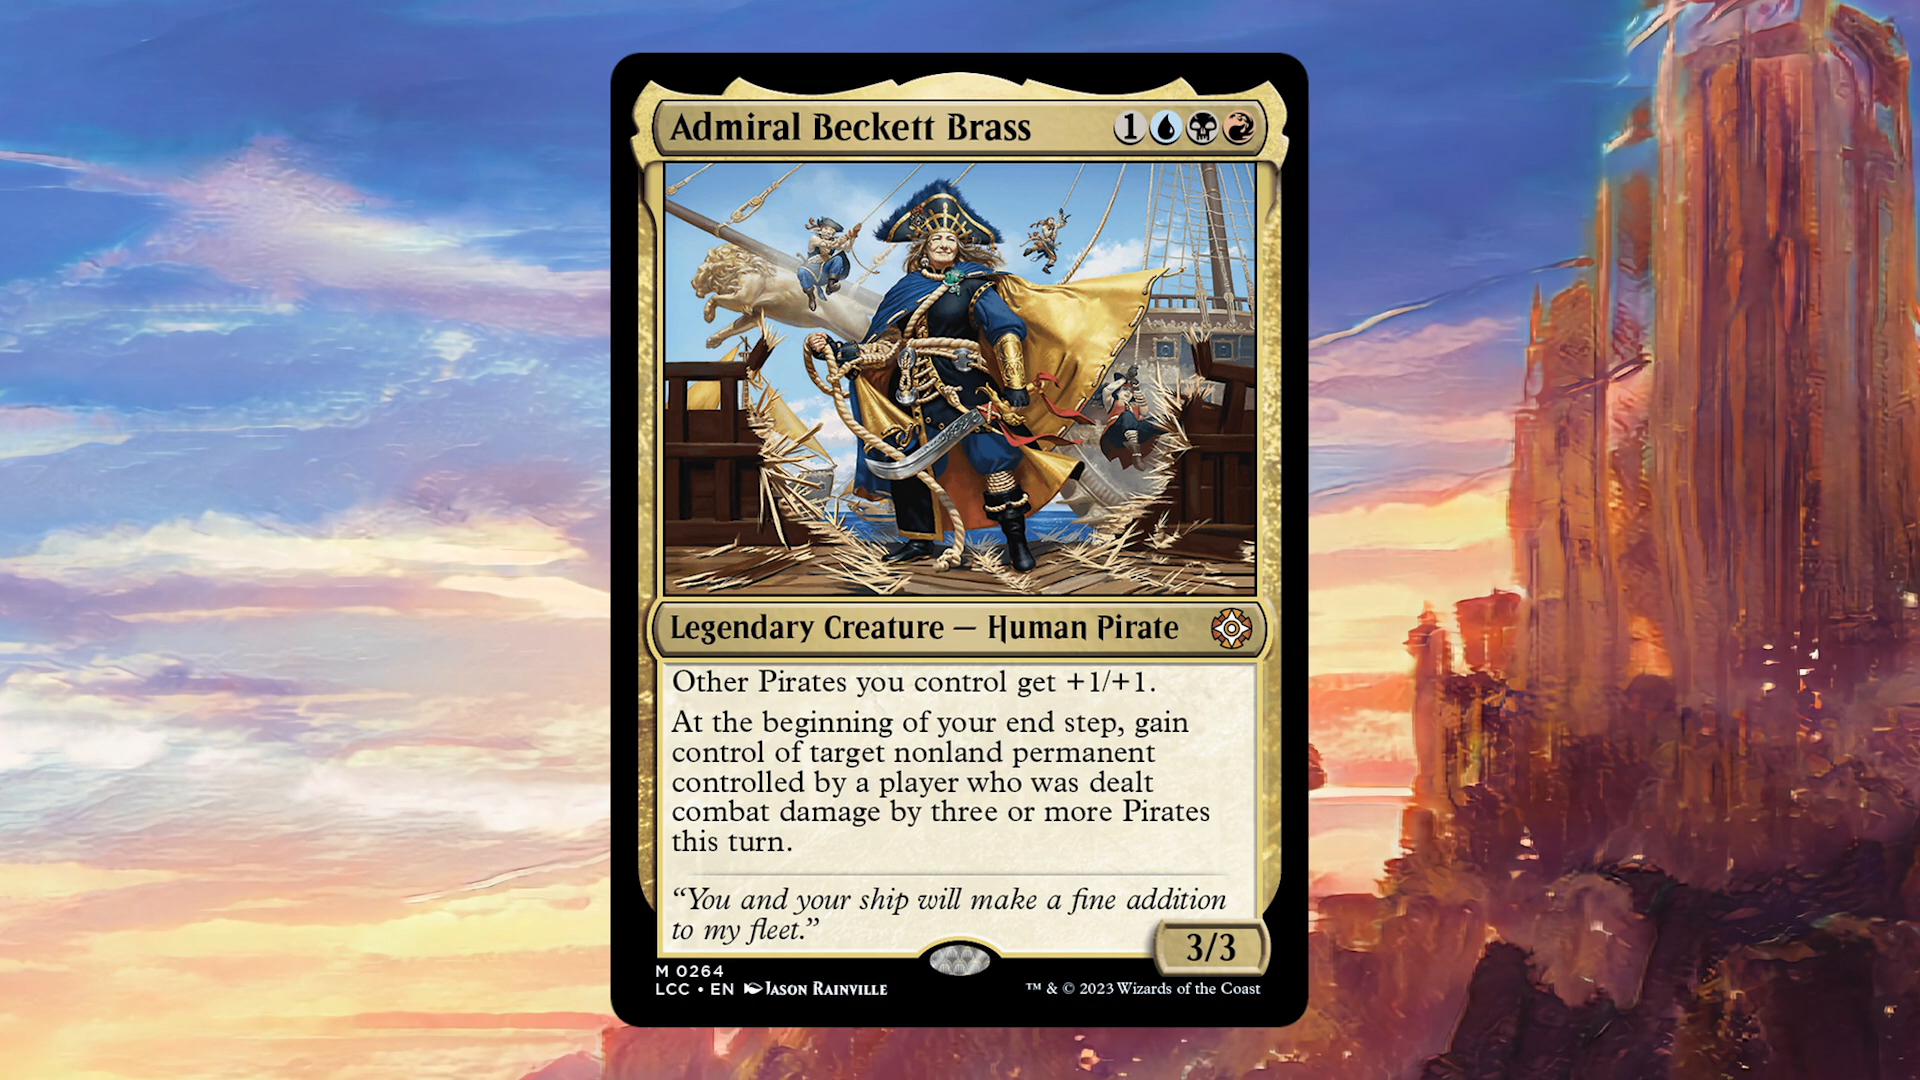 Admiral Beckett Brass 1
Legendary Creature — Human Pirate
Other Pirates you control get +1/+1.
At the beginning of your end step, gain
control of target nonland permanent
controlled by a player who was dealt
combat damage by three or more Pirates
this turn.
“You and your ship will make a fine addition
to my fleet.”
3/3
M 0264
LCC • EN Jason Rainville
™ & © 2023 Wizards of the Coast